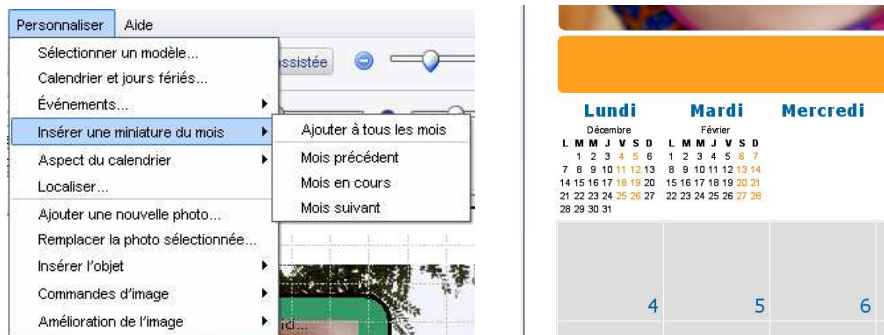 Personnaliser Aide
Sélectionner un modèle...
ssistée
Calendrier et jours fériés...
Événements...
Insérer une miniature du mois
Ajouter à tous les mois
Aspect du calendrier
Mois précédent
Localiser...
Mois en cours
Mois suivant
Ajouter une nouvelle photo...
Remplacer la photo sélectionnée...
Insérer l'objet
Commandes d'image
Amélioration de l'image
ici...
Lundi Mardi Mercredi
Décembre Février
L M M J V S D L M M J V S D
1 2 3 4 5 6 1 2 3 4 5 6 7
7 8 9 10 11 12 13 8 9 10 11 12 13 14
14 15 16 17 18 19 20 15 16 17 18 19 20 21
21 22 23 24 25 26 27 22 23 24 25 26 27 28
28 29 30 31
4 5 6